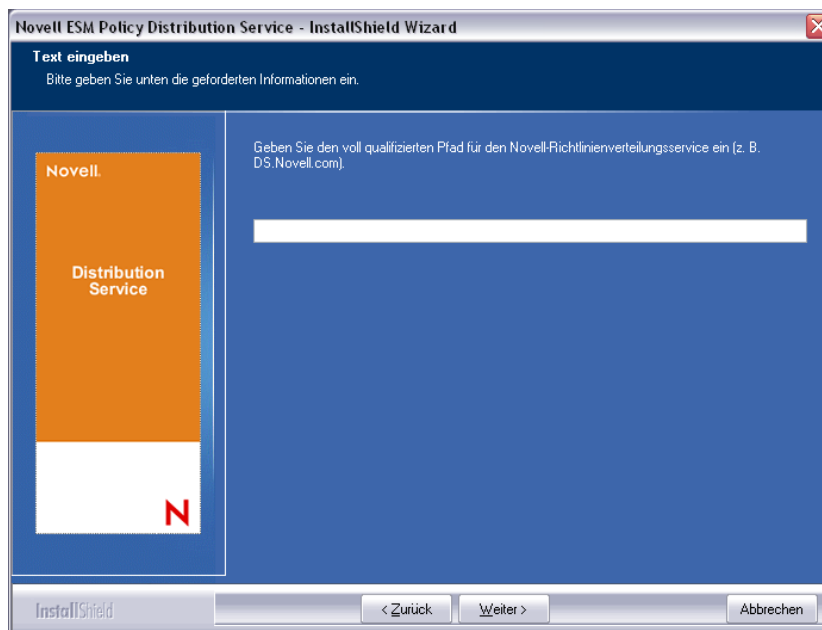 Novell ESM Policy Distribution Service - InstallShield Wizard
Text eingeben
Bitte geben Sie unten die geforderten Informationen ein.
Geben Sie den voll qualifizierten Pfad für den Novell-Richtlinienverteilungsservice ein (z. B.
DS.Novell.com).
Novell.
Distribution
Service
N
InstallShield
< Zurück
Weiter >
Abbrechen